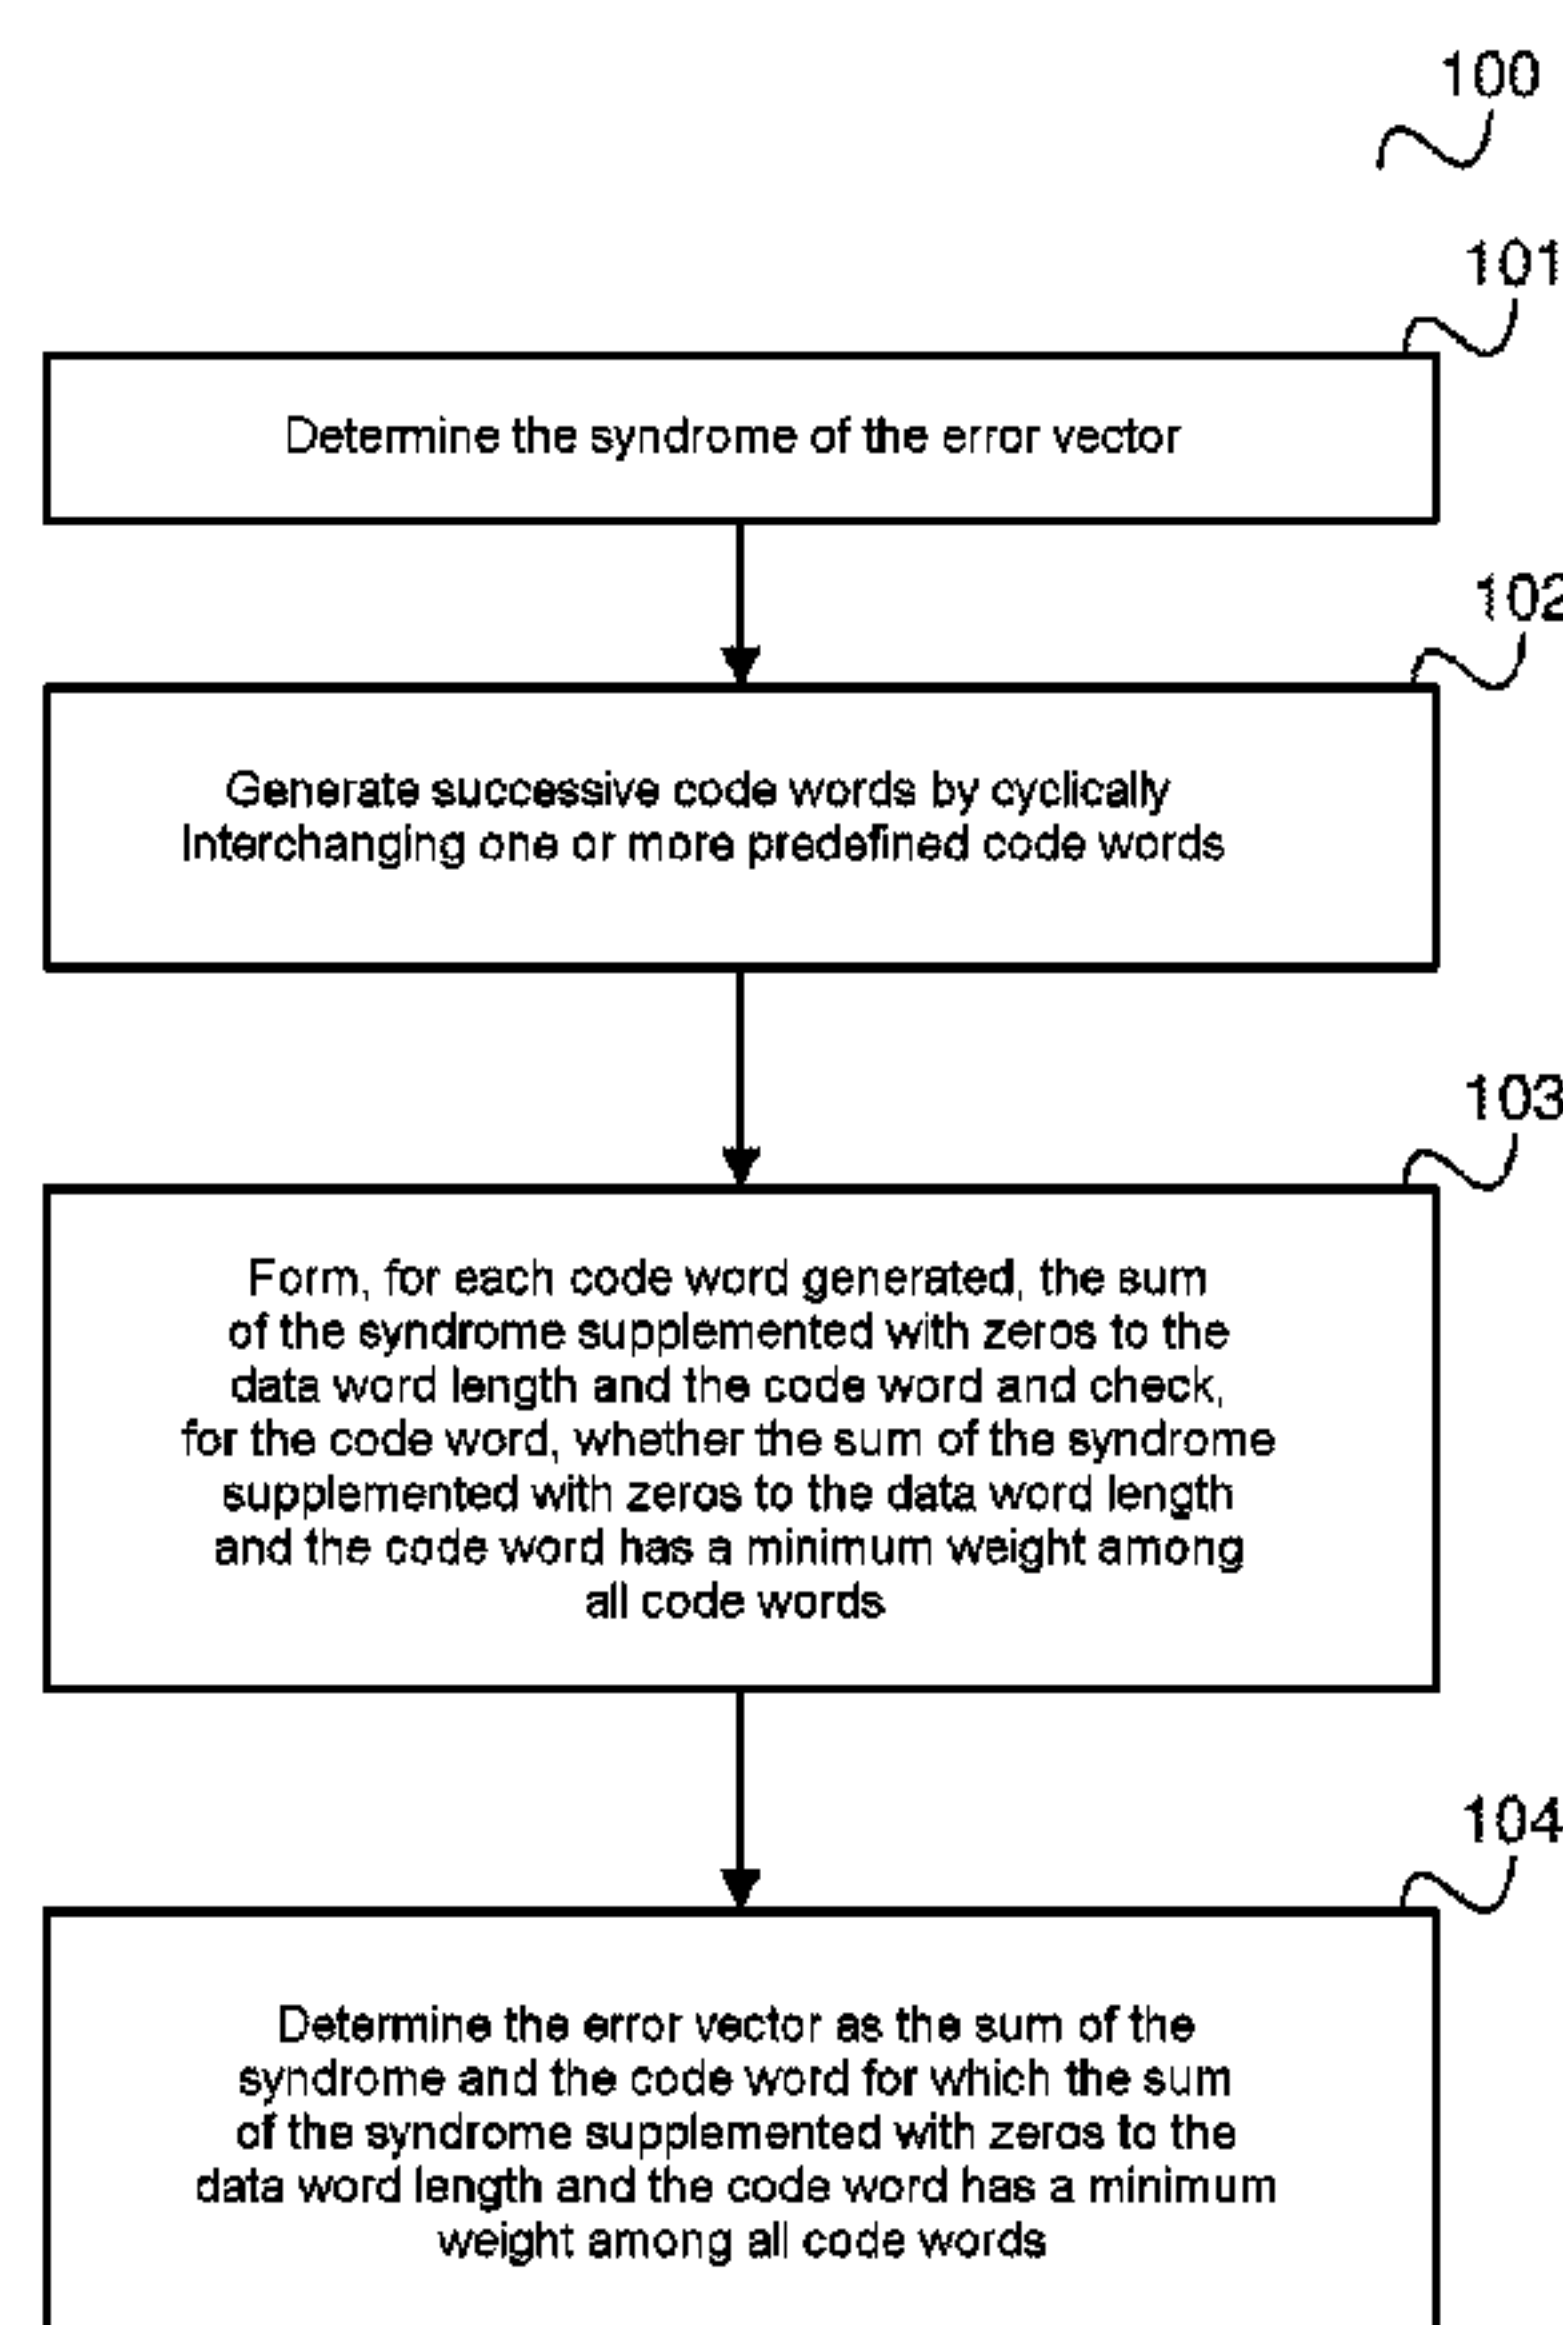 100
101
Determine the syndrome of the error vector
102
Generate successive code words by cyclically
interchanging one or more predefined code words
103
Form, for each code word generated, the sum
of the syndrome supplemented with zeros to the
data word length and the code word and check,
for the code word, whether the sum of the syndrome
supplemented with zeros to the data word length
and the code word has a minimum weight among
all code words
104
Determine the error vector as the sum of the
syndrome and the code word for which the sum
of the syndrome supplemented with zeros to the
data word length and the code word has a minimum
weight among all code words